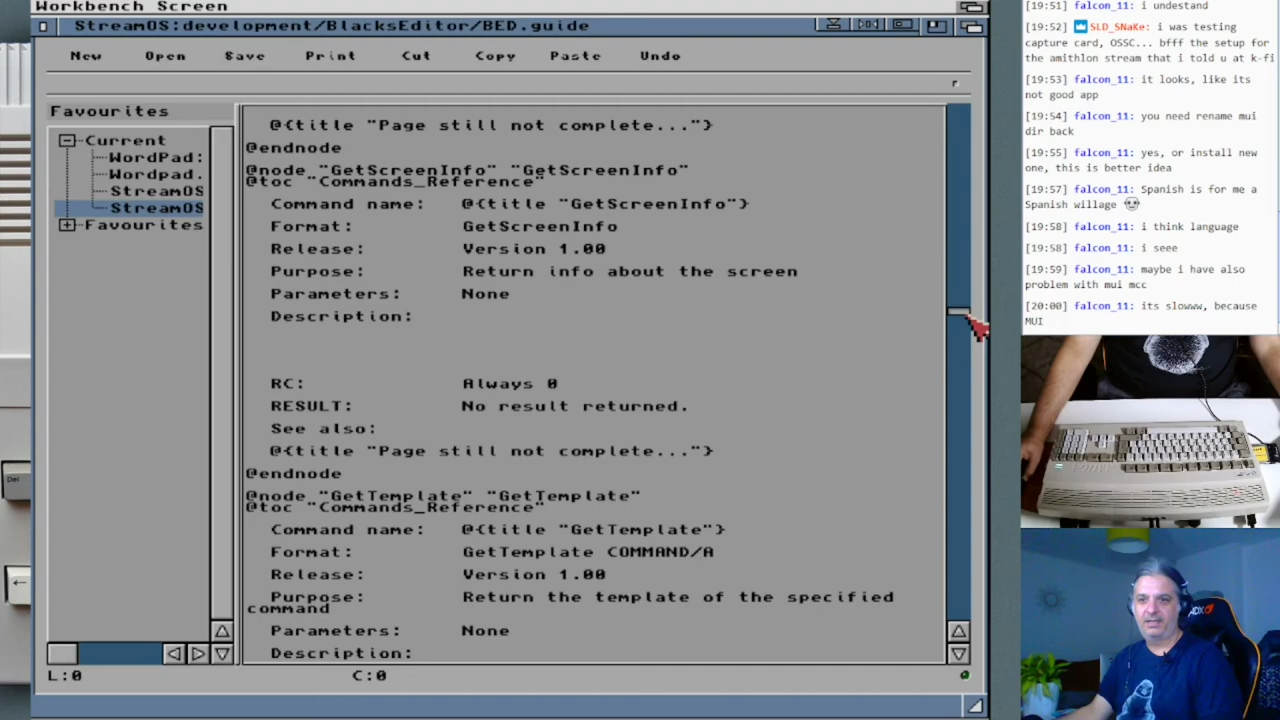 Workbench Screen
StreamOS:development/BlacksEditor/BED.guide
New Open Save Print Cut Copy Paste Undo
Favourites
Current
WordPad:
Wordpad.
StreamOS
StreamOS
Favourites
@{title "Page still not complete..."}
@endnode
@node "GetScreenInfo" "GetScreenInfo"
@toc "Commands_Reference"
Command name: @{title "GetScreenInfo"}
Format: GetScreenInfo
Release: Version 1.00
Purpose: Return info about the screen
Parameters: None
Description:
RC: Always 0
RESULT: No result returned.
See also:
@{title "Page still not complete..."}
@endnode
@node "GetTemplate" "GetTemplate"
@toc "Commands_Reference"
Command name: @{title "GetTemplate"}
Format: GetTemplate COMMAND/A
Release: Version 1.00
Purpose: Return the template of the specified
command
Parameters: None
Description:
L:0 C:0
[19:51] falcon_11: i undestand
[19:52] SLD_SNaKe: i was testing
capture card, OSSC... bfff the setup for
the amithlon stream that i told u at k-fi
[19:53] falcon_11: it looks, like its
not good app
[19:54] falcon_11: you need rename mui
dir back
[19:55] falcon_11: yes, or install new
one, this is better idea
[19:57] falcon_11: Spanish is for me a
Spanish willage
[19:58] falcon_11: i think language
[19:58] falcon_11: i seee
[19:59] falcon_11: maybe i have also
problem with mui mcc
[20:00] falcon_11: its slowww, because
MUI
Del